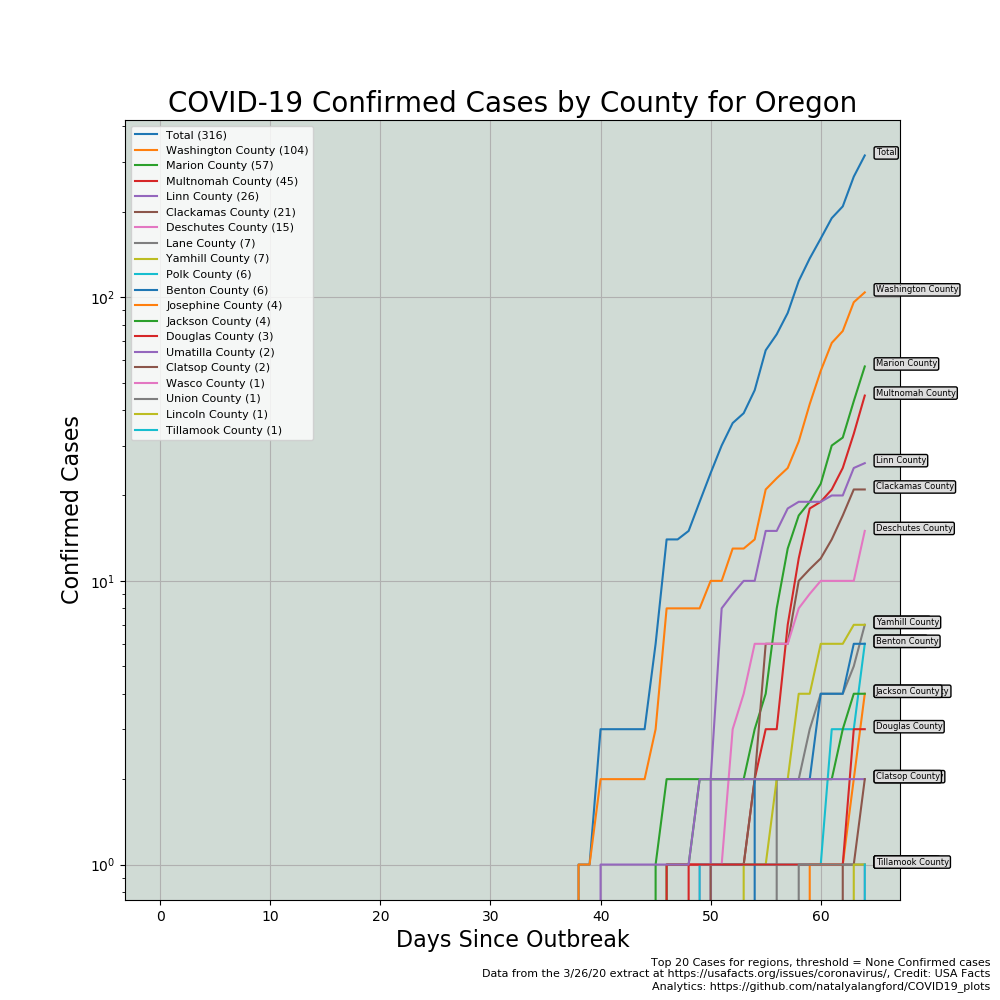 COVID-19 Confirmed Cases by County for Oregon
Total (316)
Washington County (104)
Marion County (57)
Multnomah County (45)
Linn County (26)
Clackamas County (21)
Deschutes County (15)
Lane County (7)
Yamhill County (7)
Polk County (6)
Benton County (6)
Josephine County (4)
Jackson County (4)
Douglas County (3)
Umatilla County (2)
Clatsop County (2)
Wasco County (1)
Union County (1)
Lincoln County (1)
Tillamook County (1)
Total
Washington County
Marion County
Multnomah County
Linn County
Clackamas County
Deschutes County
Yamhill County
Benton County
Jackson County
Douglas County
Clatsop County
Tillamook County
Confirmed Cases
10²
10¹
10⁰
0 10 20 30 40 50 60
Days Since Outbreak
Top 20 Cases for regions, threshold = None Confirmed cases
Data from the 3/26/20 extract at https://usafacts.org/issues/coronavirus/, Credit: USA Facts
Analytics: https://github.com/natalyalangford/COVID19_plots